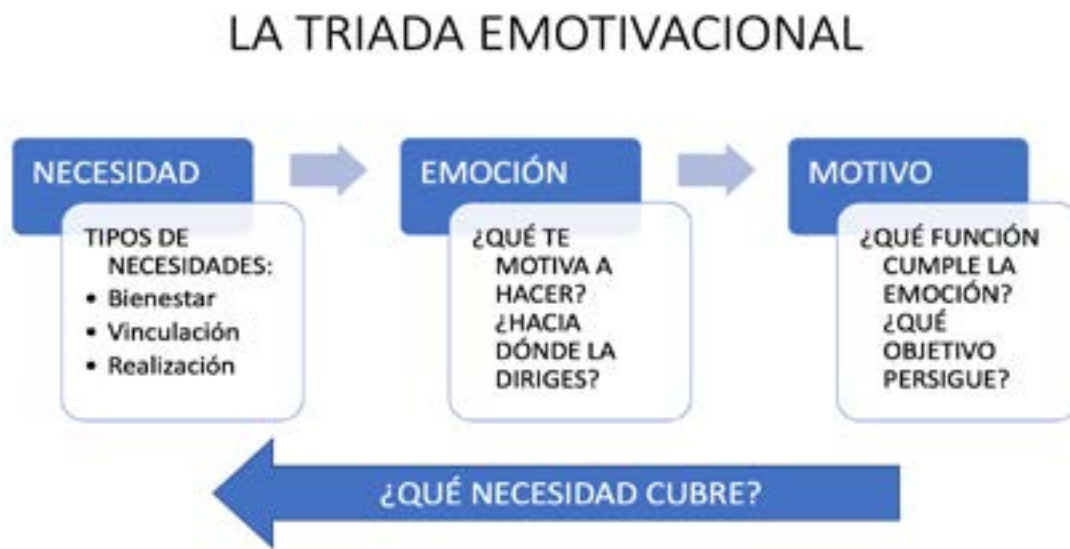 LA TRIADA EMOTIVACIONAL
NECESIDAD
TIPOS DE
NECESIDADES:
• Bienestar
• Vinculación
• Realización
EMOCIÓN
¿QUÉ TE
MOTIVA A
HACER?
¿HACIA
DÓNDE LA
DIRIGES?
MOTIVO
¿QUÉ FUNCIÓN
CUMPLE LA
EMOCIÓN?
¿QUÉ
OBJETIVO
PERSIGUE?
¿QUÉ NECESIDAD CUBRE?